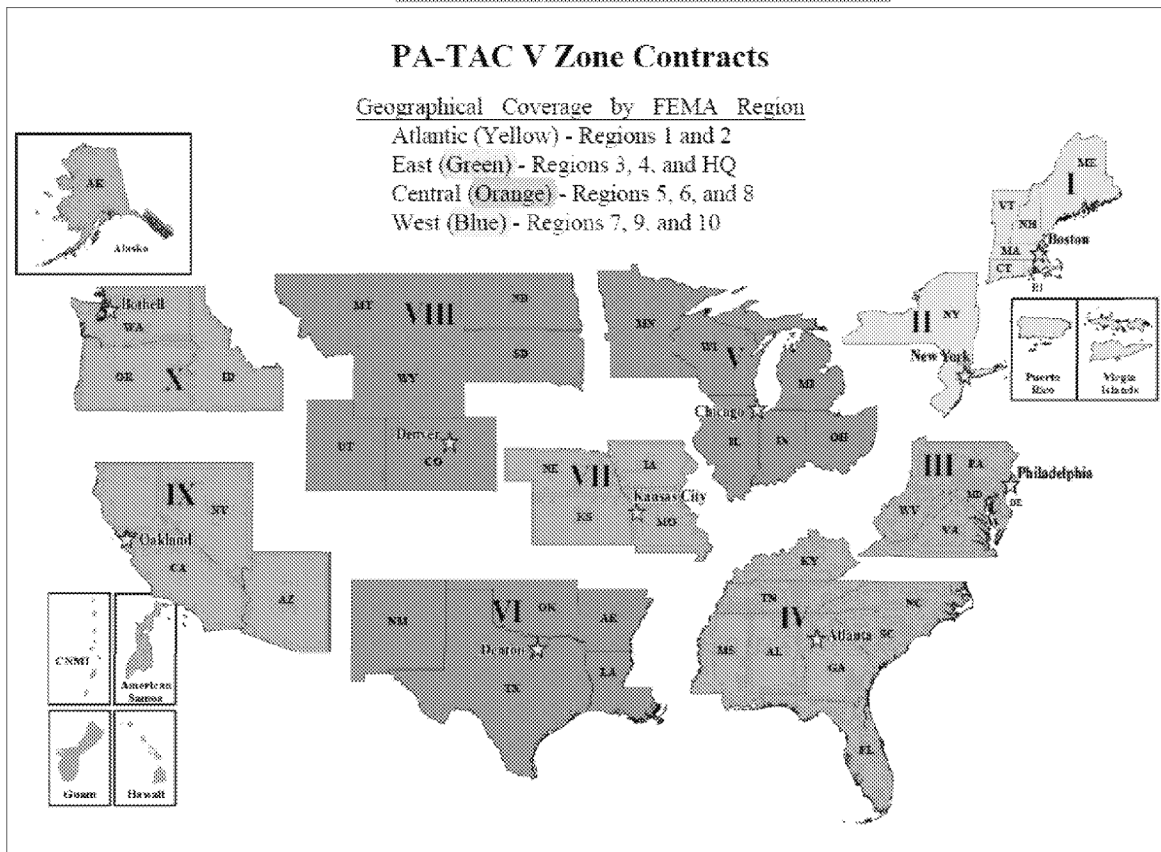 PA-TAC V Zone Contracts
Geographical Coverage by FEMA Region
Atlantic (Yellow) - Regions 1 and 2
East (Green) - Regions 3, 4, and HQ
Central (Orange) - Regions 5, 6, and 8
West (Blue) - Regions 7, 9, and 10
AK
Alaska
I
ME
VT
NH
Boston
MA
CT
RI
Bothell
WA
OR
X
ID
MT
VIII
ND
SD
WY
UT
Denver
CO
MN
WI
V
MI
Chicago
IL
IN
OH
II
NY
New York
Puerto
Rico
Virgin
Islands
IX
NV
Oakland
CA
AZ
NE
VII
IA
Kansas City
KS
MO
III
PA
Philadelphia
MD
DE
WV
VA
CNMI
American
Samoa
Guam
Hawaii
NM
VI
OK
AR
Denton
LA
TX
KY
TN
NC
IV
Atlanta
SC
MS
AL
GA
FL